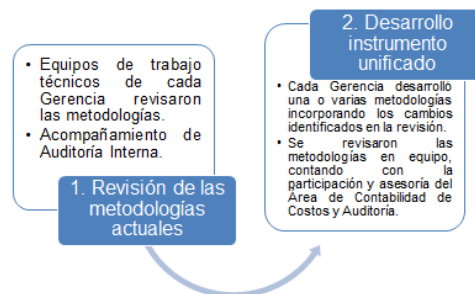 • Equipos de trabajo
técnicos de cada
Gerencia revisaron
las metodologías.
• Acompañamiento de
Auditoría Interna.
1. Revisión de las
metodologías
actuales
2. Desarrollo
instrumento
unificado
• Cada Gerencia desarrolló
una o varias metodologías
incorporando los cambios
identificados en la revisión.
• Se revisaron las
metodologías en equipo,
contando con la
participación y asesoría del
Área de Contabilidad de
Costos y Auditoría.